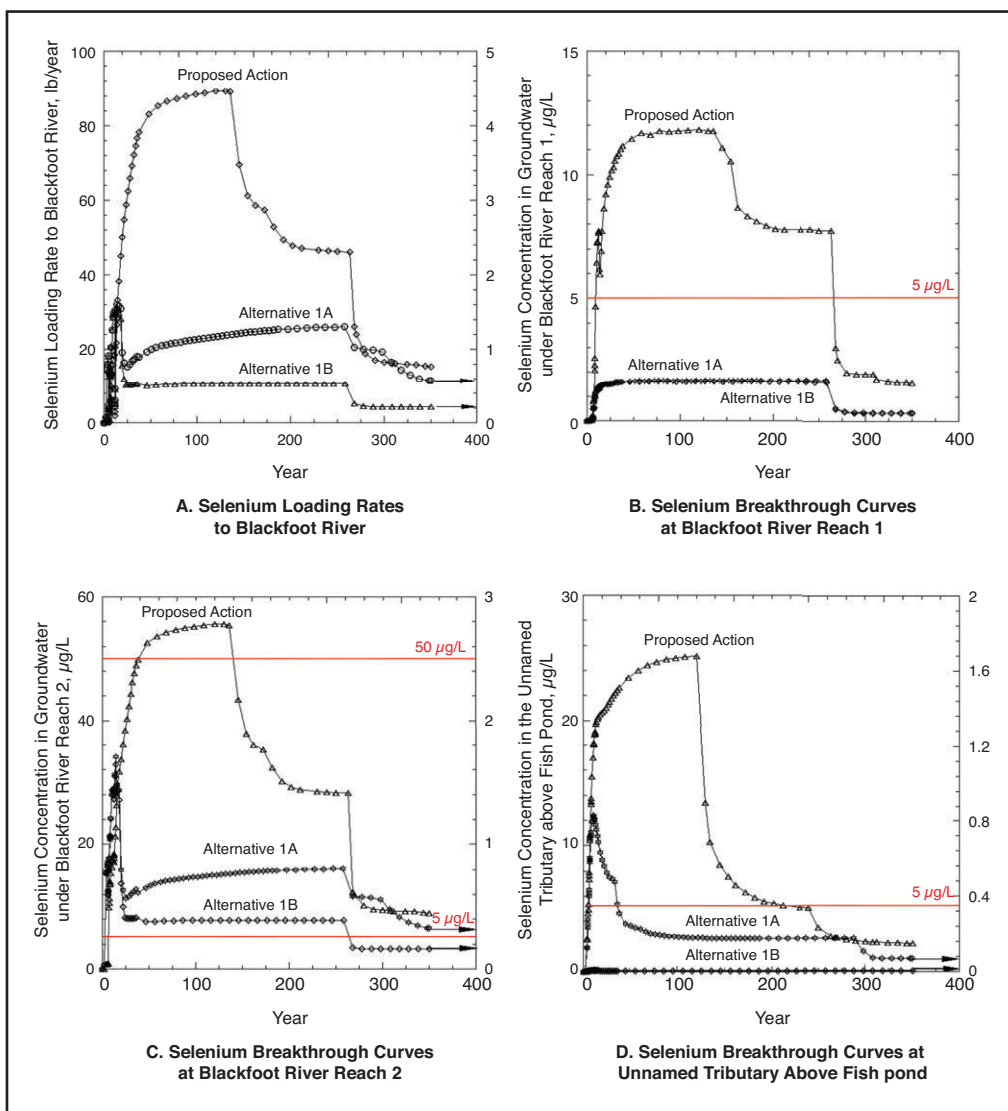 Selenium Loading Rate to Blackfoot River, lb/year
100
80
60
40
20
0
5
4
3
2
1
0
Proposed Action
Alternative 1A
Alternative 1B
0 100 200 300 400
Year
A. Selenium Loading Rates
to Blackfoot River
Selenium Concentration in Groundwater
under Blackfoot River Reach 1, µg/L
15
10
5
0
Proposed Action
5 µg/L
Alternative 1A
Alternative 1B
0 100 200 300 400
Year
B. Selenium Breakthrough Curves
at Blackfoot River Reach 1
Selenium Concentration in Groundwater
under Blackfoot River Reach 2, µg/L
60
40
20
0
3
2
1
0
Proposed Action
50 µg/L
Alternative 1A
Alternative 1B
5 µg/L
0 100 200 300 400
Year
C. Selenium Breakthrough Curves
at Blackfoot River Reach 2
Selenium Concentration in the Unnamed
Tributary above Fish Pond, µg/L
30
20
10
0
2
1.6
1.2
0.8
0.4
0
Proposed Action
5 µg/L
Alternative 1A
Alternative 1B
0 100 200 300 400
Year
D. Selenium Breakthrough Curves at
Unnamed Tributary Above Fish pond